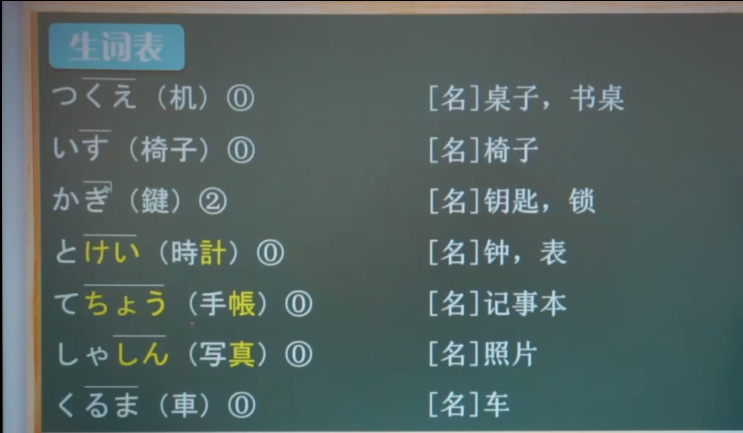 生词表
つくえ（机）⓪ [名]桌子，书桌
いす（椅子）⓪ [名]椅子
かぎ（鍵）② [名]钥匙，锁
とけい（時計）⓪ [名]钟，表
てちょう（手帳）⓪ [名]记事本
しゃしん（写真）⓪ [名]照片
くるま（車）⓪ [名]车